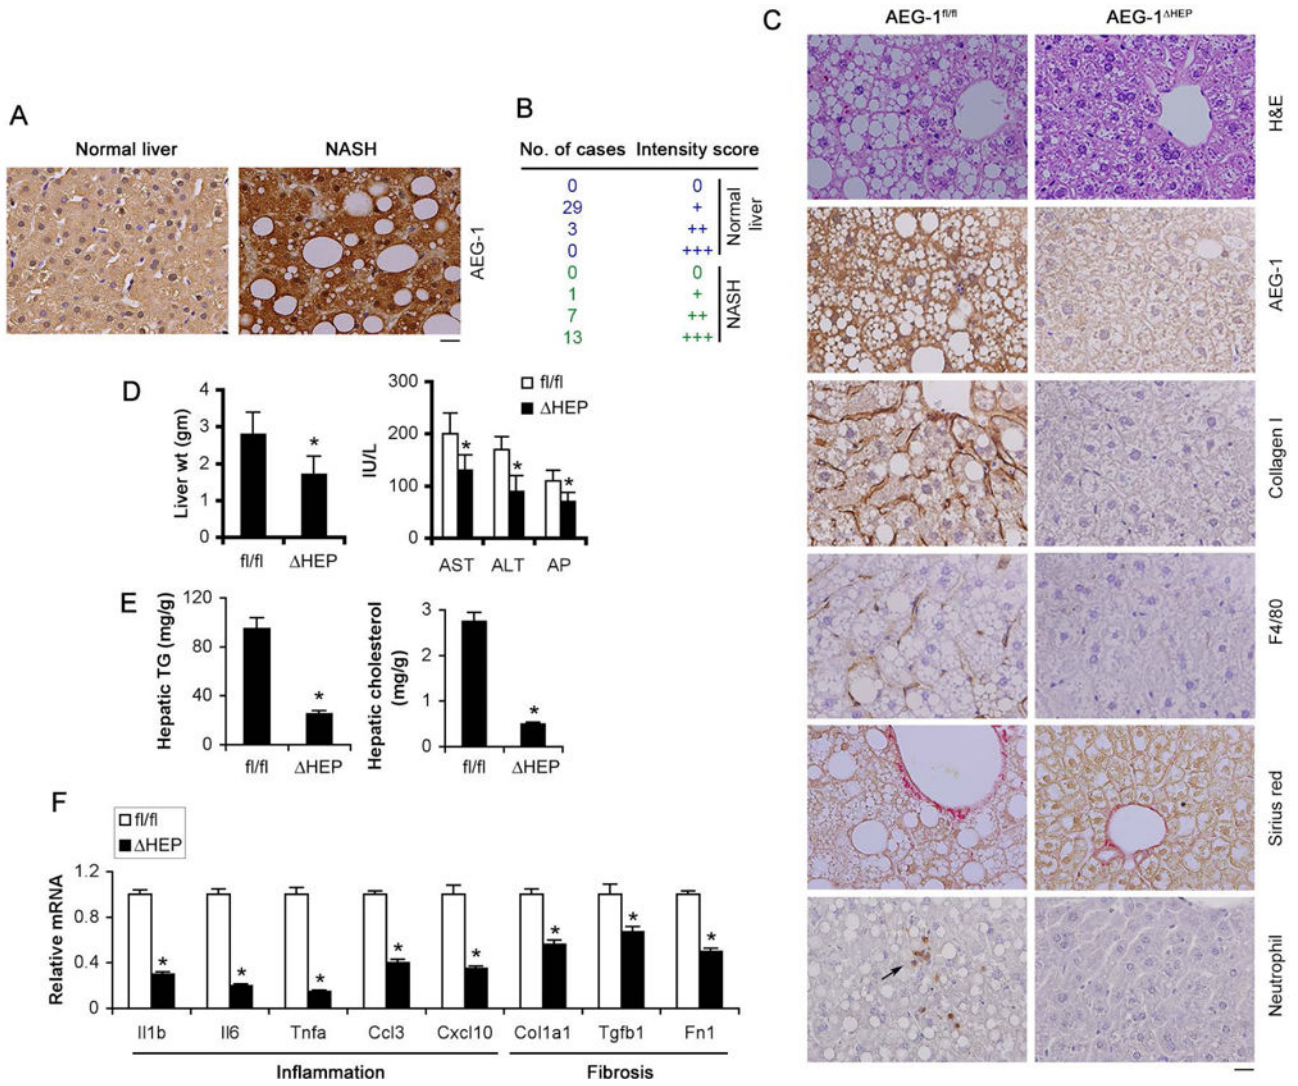 A
Normal liver NASH
AEG-1
B
No. of cases Intensity score
0 0
29 +
3 ++
0 +++
Normal liver
0 0
1 +
7 ++
13 +++
NASH
C
AEG-1fl/fl AEG-1ΔHEP
H&E
AEG-1
Collagen I
F4/80
Sirius red
Neutrophil
D
Liver wt (gm)
4
3
2
1
0
*
fl/fl ΔHEP
IU/L
300
200
100
0
fl/fl
ΔHEP
* * *
AST ALT AP
E
Hepatic TG (mg/g)
120
80
40
0
*
fl/fl ΔHEP
Hepatic cholesterol
(mg/g)
3
2
1
0
*
fl/fl ΔHEP
F
fl/fl
ΔHEP
Relative mRNA
1.2
0.8
0.4
0
* * * * * * * *
Il1b Il6 Tnfa Ccl3 Cxcl10 Col1a1 Tgfb1 Fn1
Inflammation Fibrosis